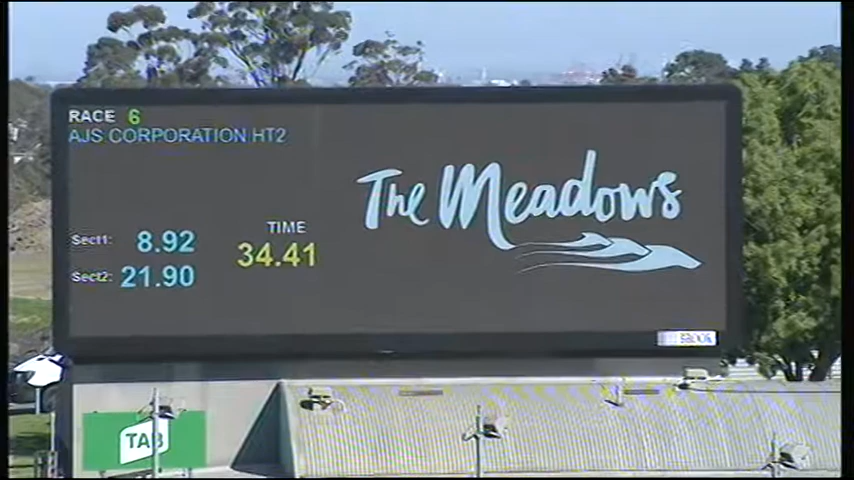 RACE 6
AJS CORPORATION HT2
The Meadows
TIME
Sect1: 8.92
34.41
Sect2: 21.90
TAB